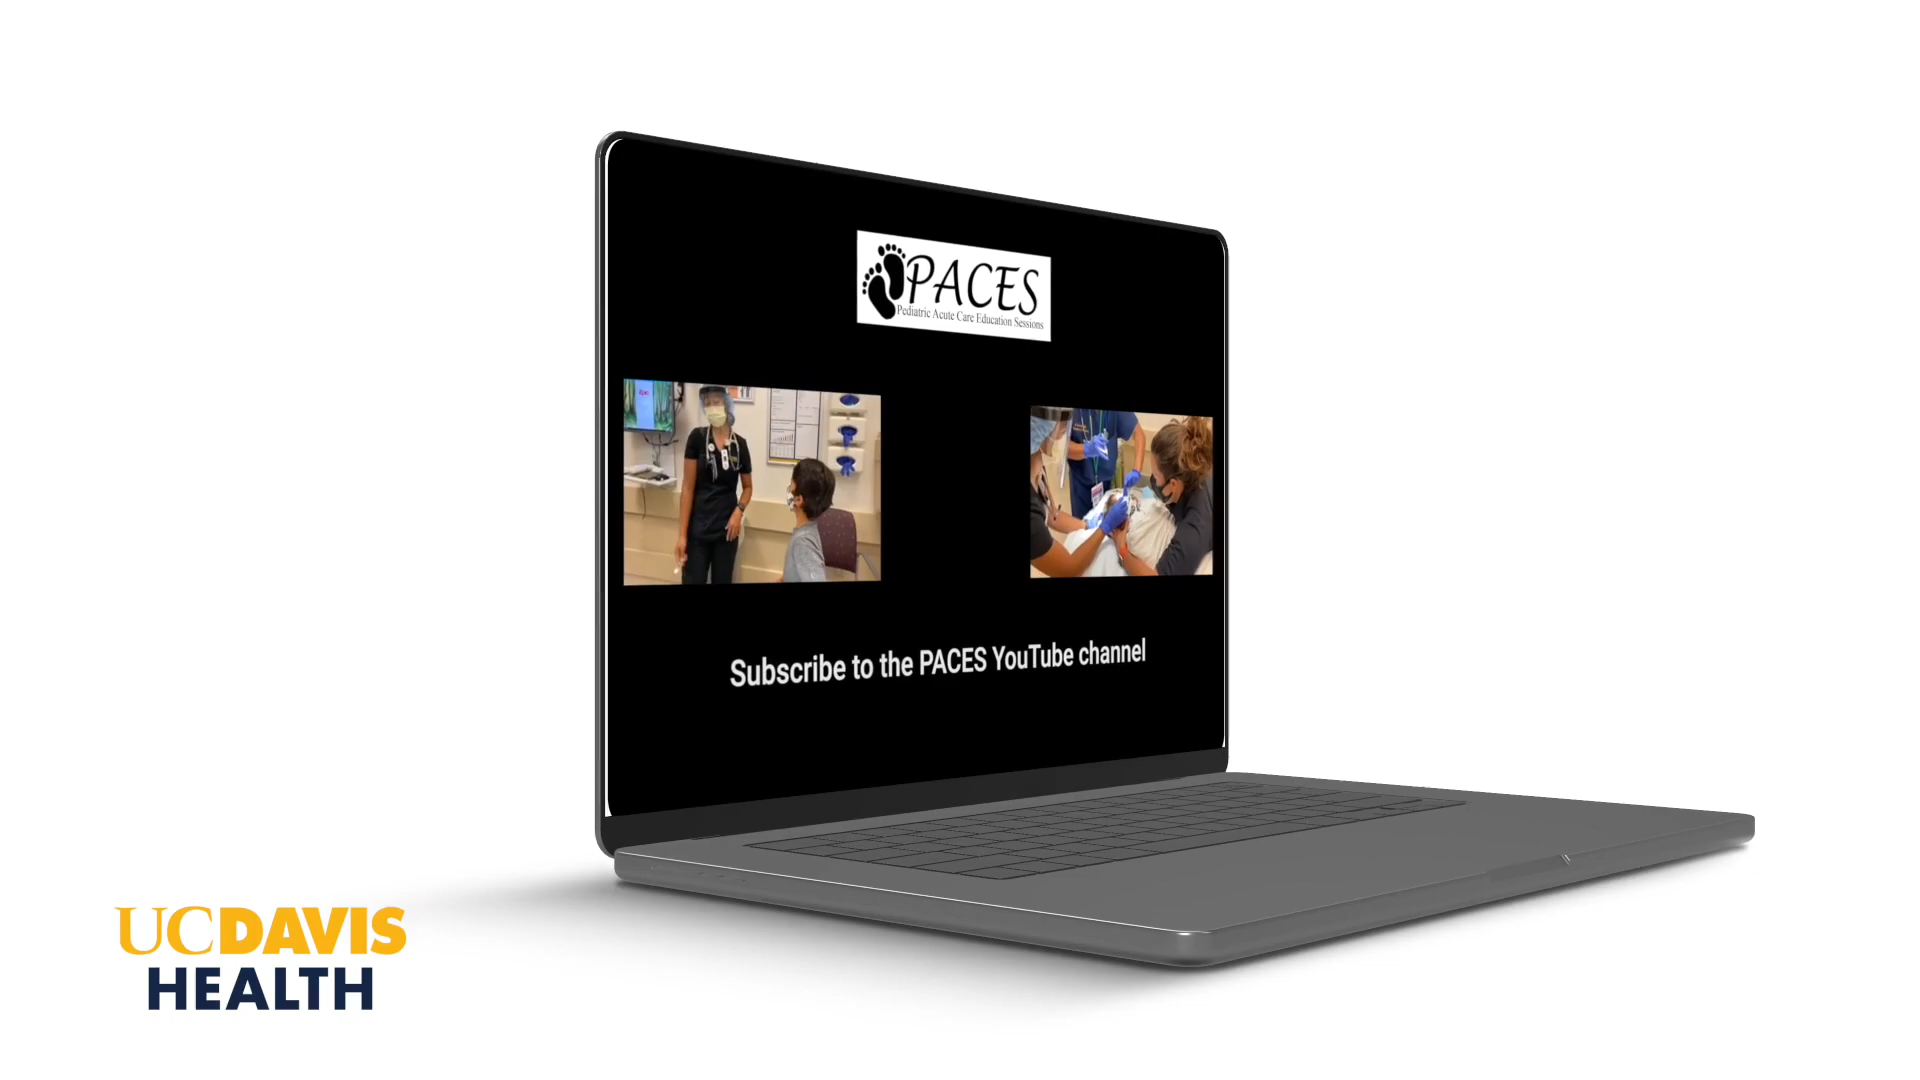 PACES
Pediatric Acute Care Education Sessions
Subscribe to the PACES YouTube channel
UCDAVIS
HEALTH